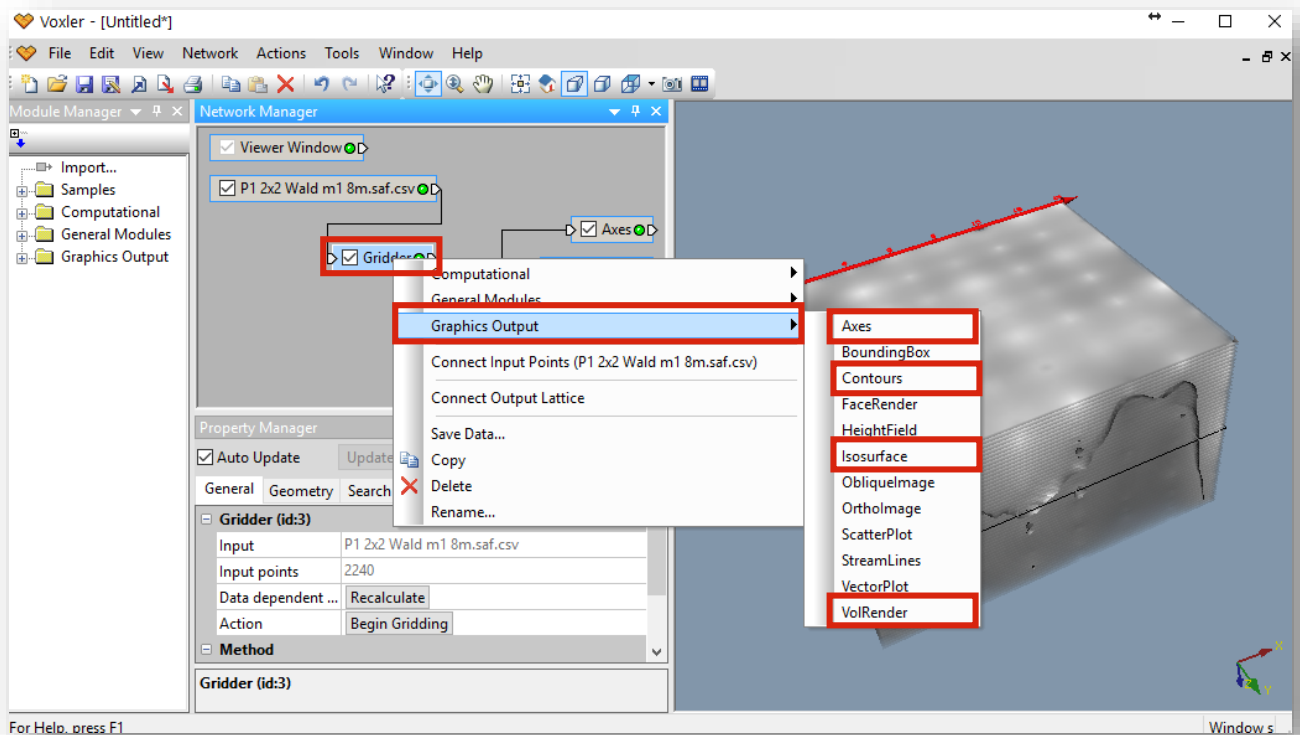 Voxler - [Untitled*]
File Edit View Network Actions Tools Window Help
Module Manager
Network Manager
Import...
Samples
Computational
General Modules
Graphics Output
Viewer Window
P1 2x2 Wald m1 8m.saf.csv
Axes
Gridder
Computational
General Modules
Graphics Output
Connect Input Points (P1 2x2 Wald m1 8m.saf.csv)
Connect Output Lattice
Save Data...
Copy
Delete
Rename...
Axes
BoundingBox
Contours
FaceRender
HeightField
Isosurface
ObliqueImage
OrthoImage
ScatterPlot
StreamLines
VectorPlot
VolRender
Property Manager
Auto Update Update
General Geometry Search
Gridder (id:3)
Input P1 2x2 Wald m1 8m.saf.csv
Input points 2240
Data dependent ... Recalculate
Action Begin Gridding
Method
Gridder (id:3)
X
Z
Y
For Help, press F1
Window s